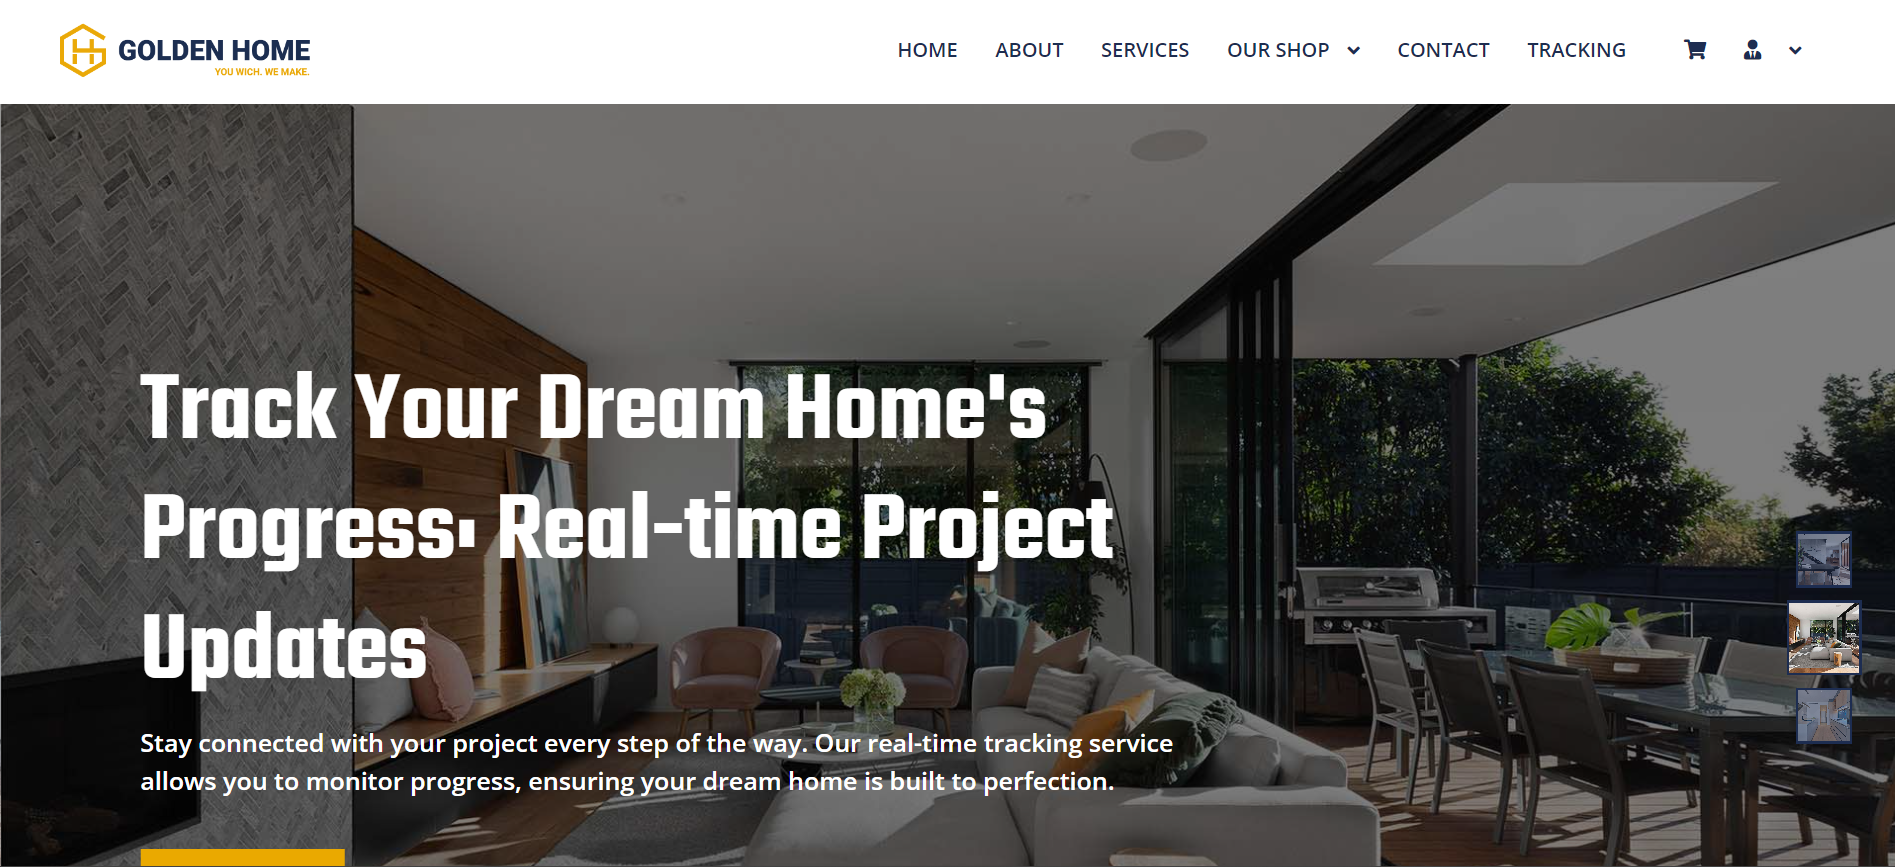 GOLDEN HOME
YOU WICH. WE MAKE.
HOME ABOUT SERVICES OUR SHOP CONTACT TRACKING
Track Your Dream Home's
Progress: Real-time Project
Updates
Stay connected with your project every step of the way. Our real-time tracking service
allows you to monitor progress, ensuring your dream home is built to perfection.